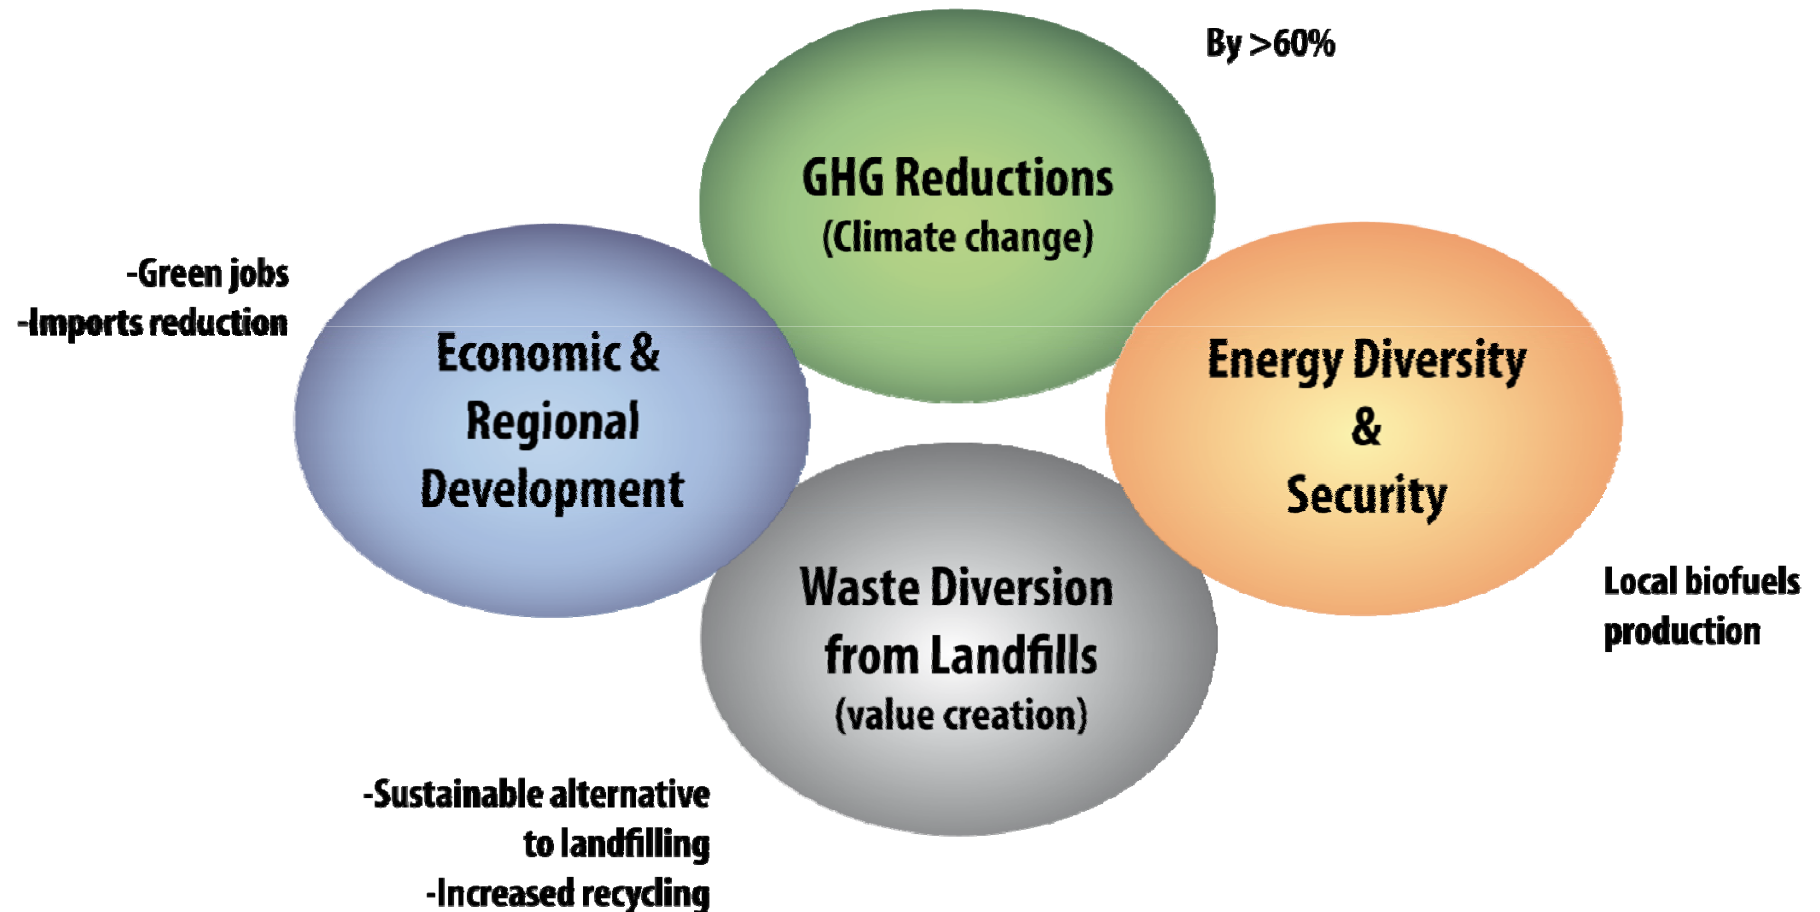 By >60%
GHG Reductions
(Climate change)
-Green jobs
-Imports reduction
Economic &
Regional
Development
Energy Diversity
&
Security
Local biofuels
production
Waste Diversion
from Landfills
(value creation)
-Sustainable alternative
to landfilling
-Increased recycling